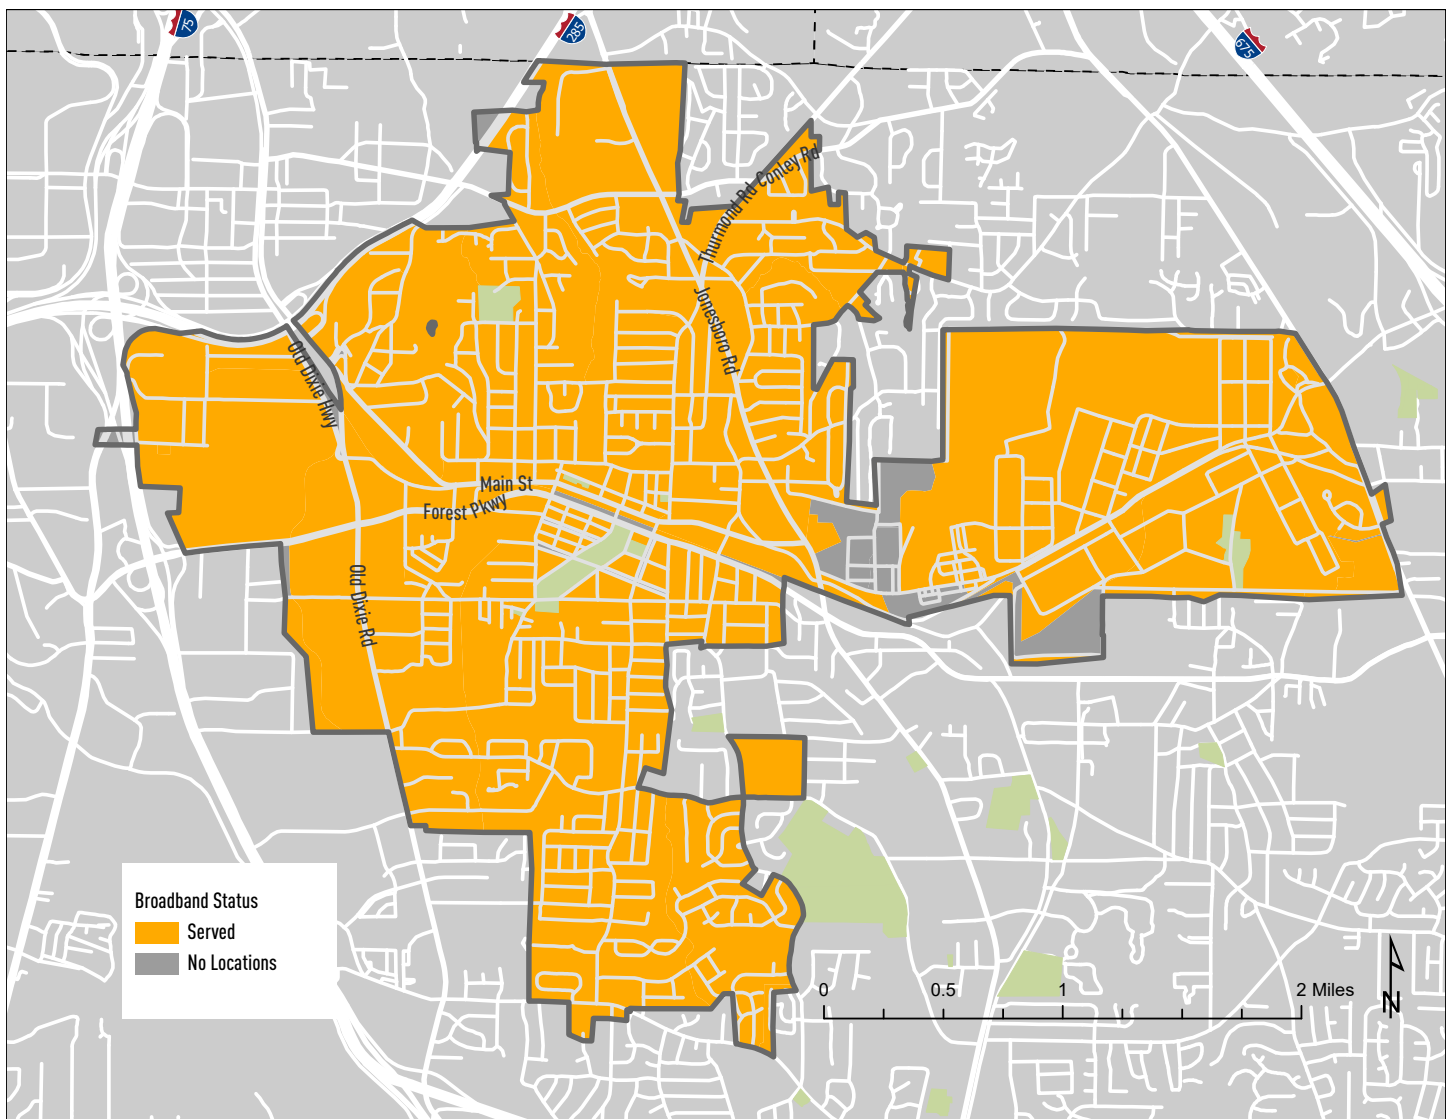 75
285
675
Thurmond Rd
Conley Rd
Jonesboro Rd
Old Dixie Hwy
Main St
Forest Pkwy
Old Dixie Rd
Broadband Status
Served
No Locations
0 0.5 1 2 Miles
N